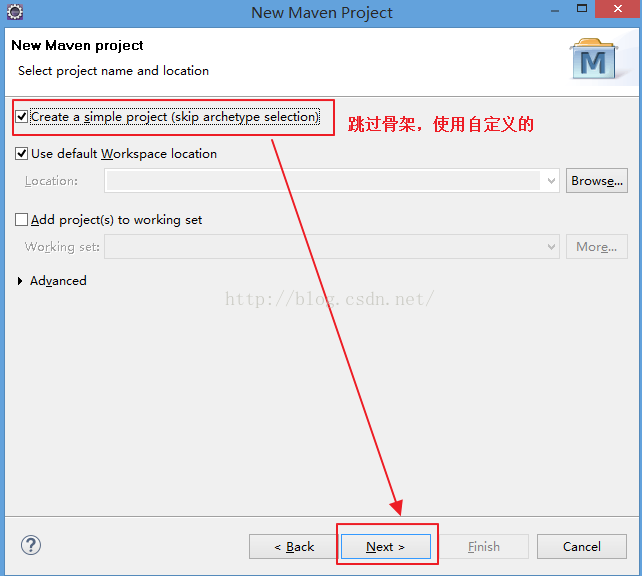 New Maven Project
New Maven project
Select project name and location
M
Create a simple project (skip archetype selection)
跳过骨架，使用自定义的
Use default Workspace location
Location:
Browse...
Add project(s) to working set
Working set:
More...
Advanced
http://blog.csdn.net/
?
< Back
Next >
Finish
Cancel